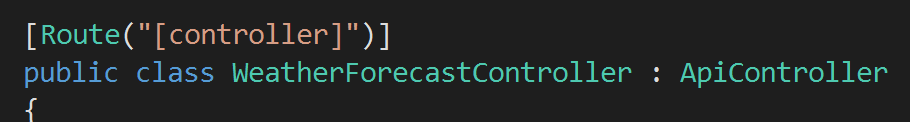 [Route("[controller]")]
public class WeatherForecastController : ApiController
{